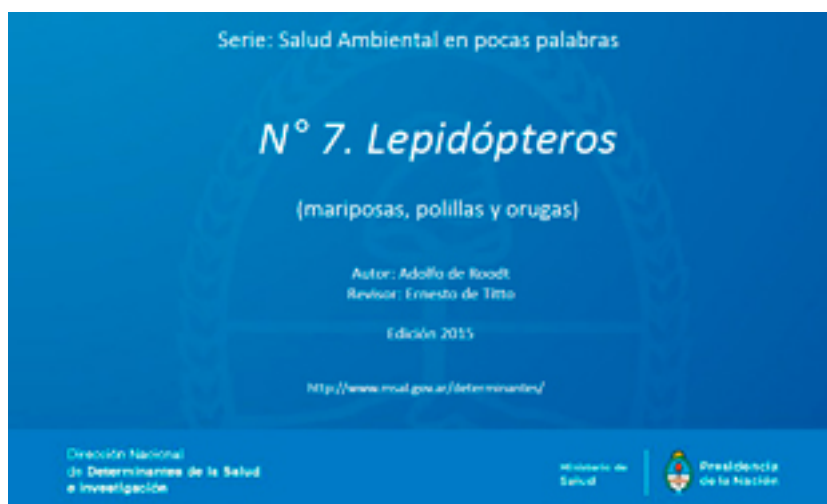 Serie: Salud Ambiental en pocas palabras
N° 7. Lepidópteros
(mariposas, polillas y orugas)
Autor: Adolfo de Roodt
Revisor: Ernesto de Titto
Edición 2015
http://www.msal.gov.ar/determinantes/
Dirección Nacional
de Determinantes de la Salud
e Investigación
Ministerio de
Salud
Presidencia
de la Nación